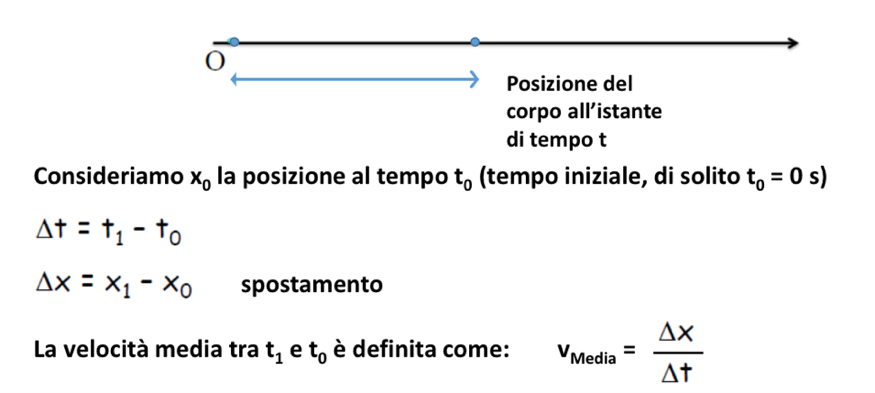 O
Posizione del
corpo all’istante
di tempo t
Consideriamo x₀ la posizione al tempo t₀ (tempo iniziale, di solito t₀ = 0 s)
Δt = t₁ - t₀
Δx = x₁ - x₀ spostamento
La velocità media tra t₁ e t₀ è definita come: v_Media = Δx / Δt